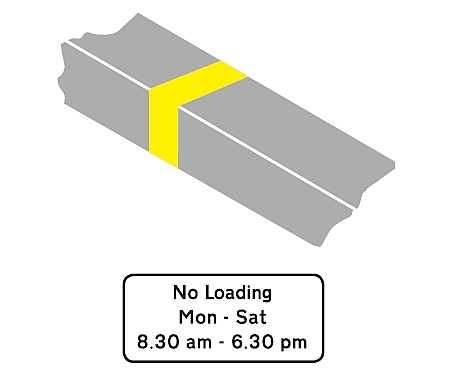 No Loading
Mon - Sat
8.30 am - 6.30 pm